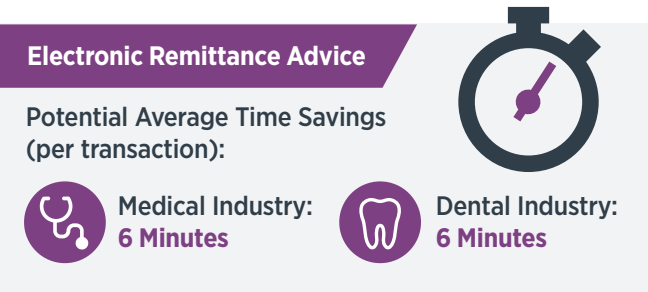 Electronic Remittance Advice
Potential Average Time Savings
(per transaction):
Medical Industry:
6 Minutes
Dental Industry:
6 Minutes